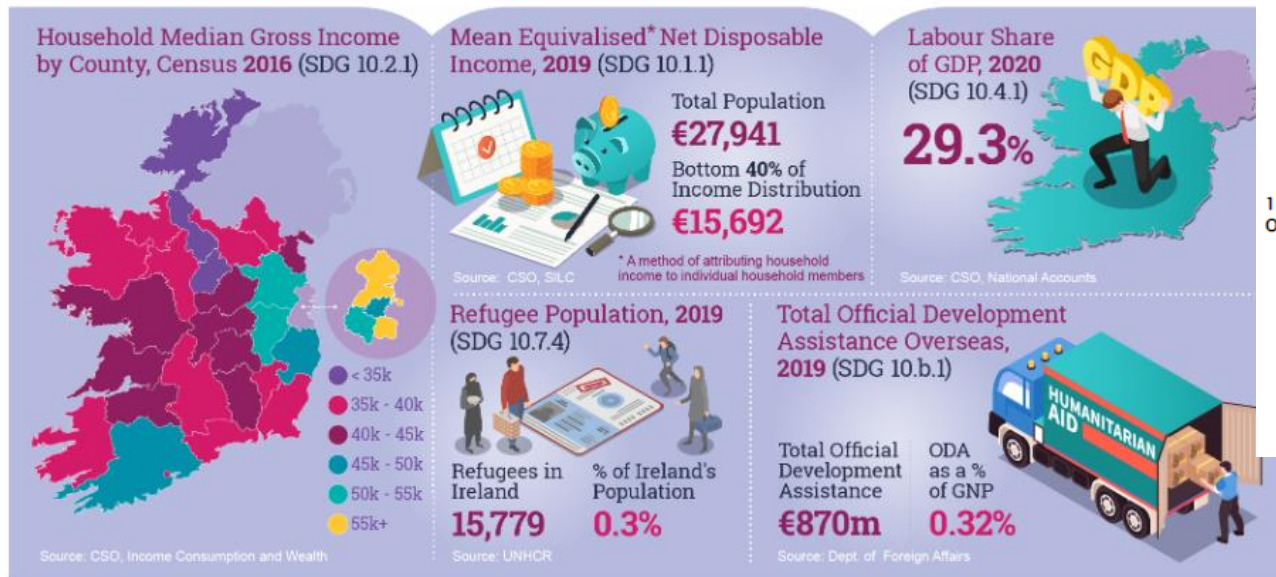 Household Median Gross Income
by County, Census 2016 (SDG 10.2.1)
< 35k
35k - 40k
40k - 45k
45k - 50k
50k - 55k
55k+
Source: CSO, Income Consumption and Wealth
Mean Equivalised* Net Disposable
Income, 2019 (SDG 10.1.1)
Total Population
€27,941
Bottom 40% of
Income Distribution
€15,692
* A method of attributing household
income to individual household members
Source: CSO, SILC
Labour Share
of GDP, 2020
(SDG 10.4.1)
29.3%
GDP
Source: CSO, National Accounts
Refugee Population, 2019
(SDG 10.7.4)
Refugees in
Ireland
15,779
% of Ireland's
Population
0.3%
Source: UNHCR
Total Official Development
Assistance Overseas,
2019 (SDG 10.b.1)
HUMANITARIAN
AID
Total Official
Development
Assistance
€870m
ODA
as a %
of GNP
0.32%
Source: Dept. of Foreign Affairs
1